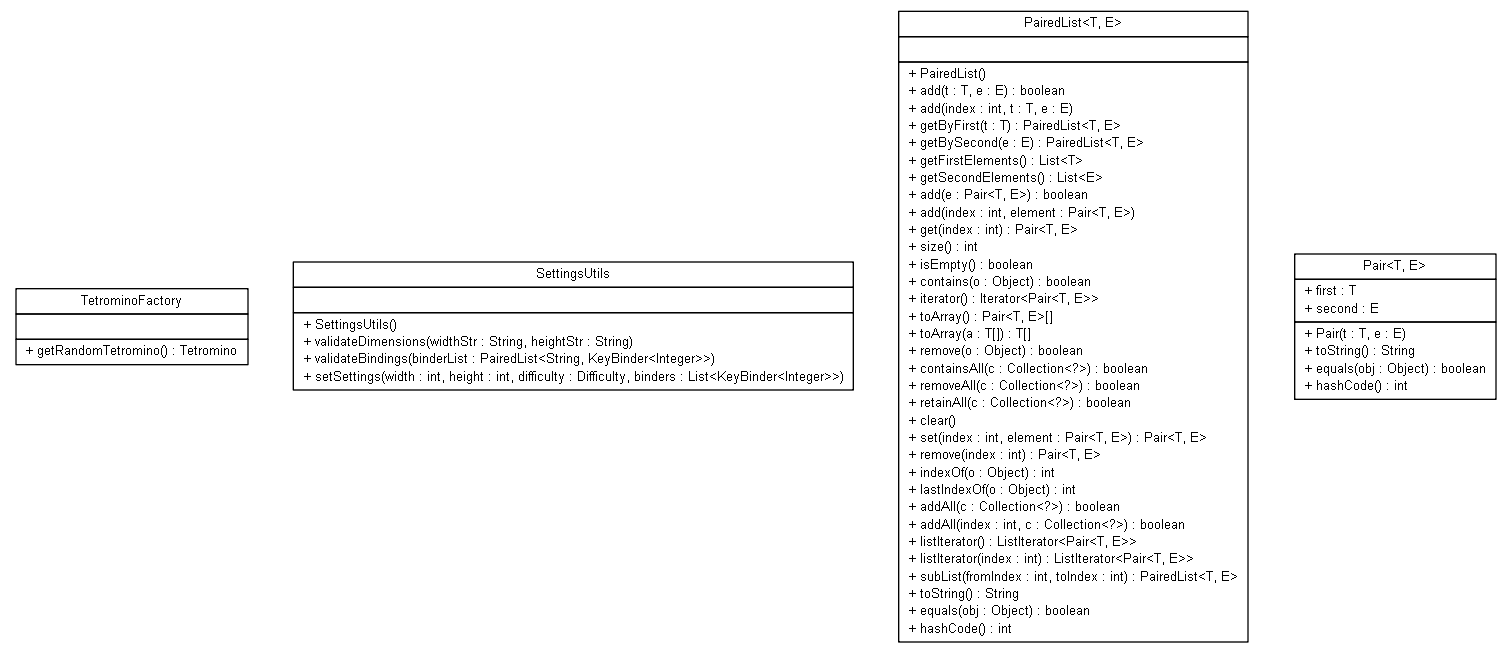 TetrominoFactory
+ getRandomTetromino() : Tetromino
SettingsUtils
+ SettingsUtils()
+ validateDimensions(widthStr : String, heightStr : String)
+ validateBindings(binderList : PairedList<String, KeyBinder<Integer>>)
+ setSettings(width : int, height : int, difficulty : Difficulty, binders : List<KeyBinder<Integer>>)
PairedList<T, E>
+ PairedList()
+ add(t : T, e : E) : boolean
+ add(index : int, t : T, e : E)
+ getByFirst(t : T) : PairedList<T, E>
+ getBySecond(e : E) : PairedList<T, E>
+ getFirstElements() : List<T>
+ getSecondElements() : List<E>
+ add(e : Pair<T, E>) : boolean
+ add(index : int, element : Pair<T, E>)
+ get(index : int) : Pair<T, E>
+ size() : int
+ isEmpty() : boolean
+ contains(o : Object) : boolean
+ iterator() : Iterator<Pair<T, E>>
+ toArray() : Pair<T, E>[]
+ toArray(a : T[]) : T[]
+ remove(o : Object) : boolean
+ containsAll(c : Collection<?>) : boolean
+ removeAll(c : Collection<?>) : boolean
+ retainAll(c : Collection<?>) : boolean
+ clear()
+ set(index : int, element : Pair<T, E>) : Pair<T, E>
+ remove(index : int) : Pair<T, E>
+ indexOf(o : Object) : int
+ lastIndexOf(o : Object) : int
+ addAll(c : Collection<?>) : boolean
+ addAll(index : int, c : Collection<?>) : boolean
+ listIterator() : ListIterator<Pair<T, E>>
+ listIterator(index : int) : ListIterator<Pair<T, E>>
+ subList(fromIndex : int, toIndex : int) : PairedList<T, E>
+ toString() : String
+ equals(obj : Object) : boolean
+ hashCode() : int
Pair<T, E>
+ first : T
+ second : E
+ Pair(t : T, e : E)
+ toString() : String
+ equals(obj : Object) : boolean
+ hashCode() : int